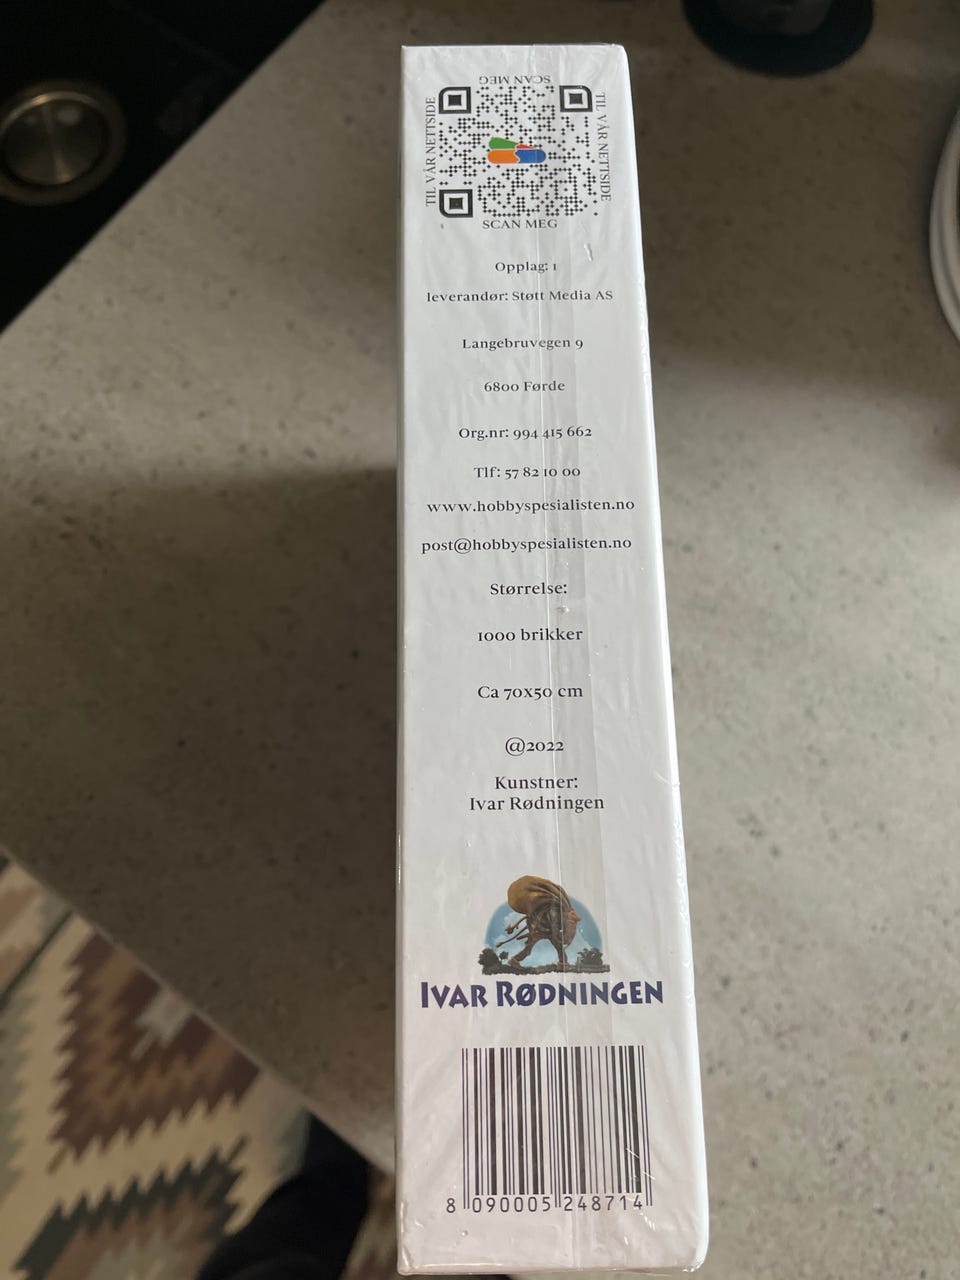 SCAN MEG
TIL VÅR NETTSIDE
TIL VÅR NETTSIDE
SCAN MEG
Opplag: 1
leverandør: Støtt Media AS
Langebruvegen 9
6800 Førde
Org.nr: 994 415 662
Tlf: 57 82 10 00
www.hobbyspesialisten.no
post@hobbyspesialisten.no
Størrelse:
1000 brikker
Ca 70x50 cm
@2022
Kunstner:
Ivar Rødningen
IVAR RØDNINGEN
8 090005 248714